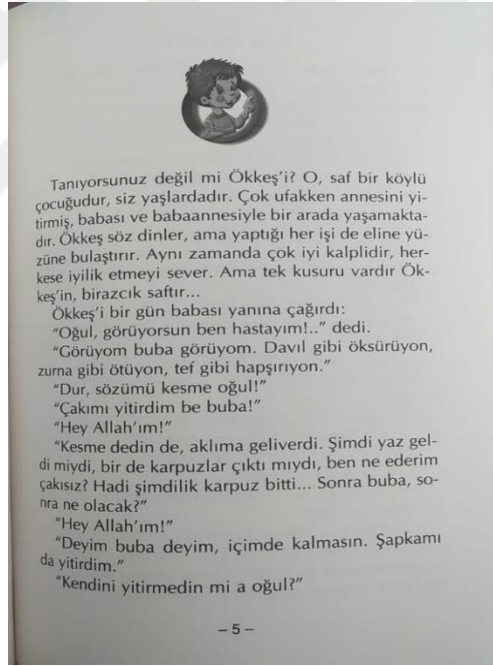 Tanıyorsunuz değil mi Ökkeş'i? O, saf bir köylü
çocuğudur, siz yaşlardadır. Çok ufakken annesini yi-
tirmiş, babası ve babaannesiyle bir arada yaşamakta-
dır. Ökkeş söz dinler, ama yaptığı her işi de eline yü-
züne bulaştırır. Aynı zamanda çok iyi kalplidir, her-
kese iyilik etmeyi sever. Ama tek kusuru vardır Ök-
keş'in, birazcık saftır...
Ökkeş'i bir gün babası yanına çağırdı:
"Oğul, görüyorsun ben hastayım!.." dedi.
"Görüyom buba görüyom. Davıl gibi öksürüyon,
zurna gibi ötüyon, tef gibi hapşırıyon."
"Dur, sözümü kesme oğul!"
"Çakımı yitirdim be buba!"
"Hey Allah'ım!"
"Kesme dedin de, aklıma geliverdi. Şimdi yaz gel-
di miydi, bir de karpuzlar çıktı mıydı, ben ne ederim
çakısız? Hadi şimdilik karpuz bitti... Sonra buba, so-
nra ne olacak?"
"Hey Allah'ım!"
"Deyim buba deyim, içimde kalmasın. Şapkamı
da yitirdim."
"Kendini yitirmedin mi a oğul?"
– 5 –